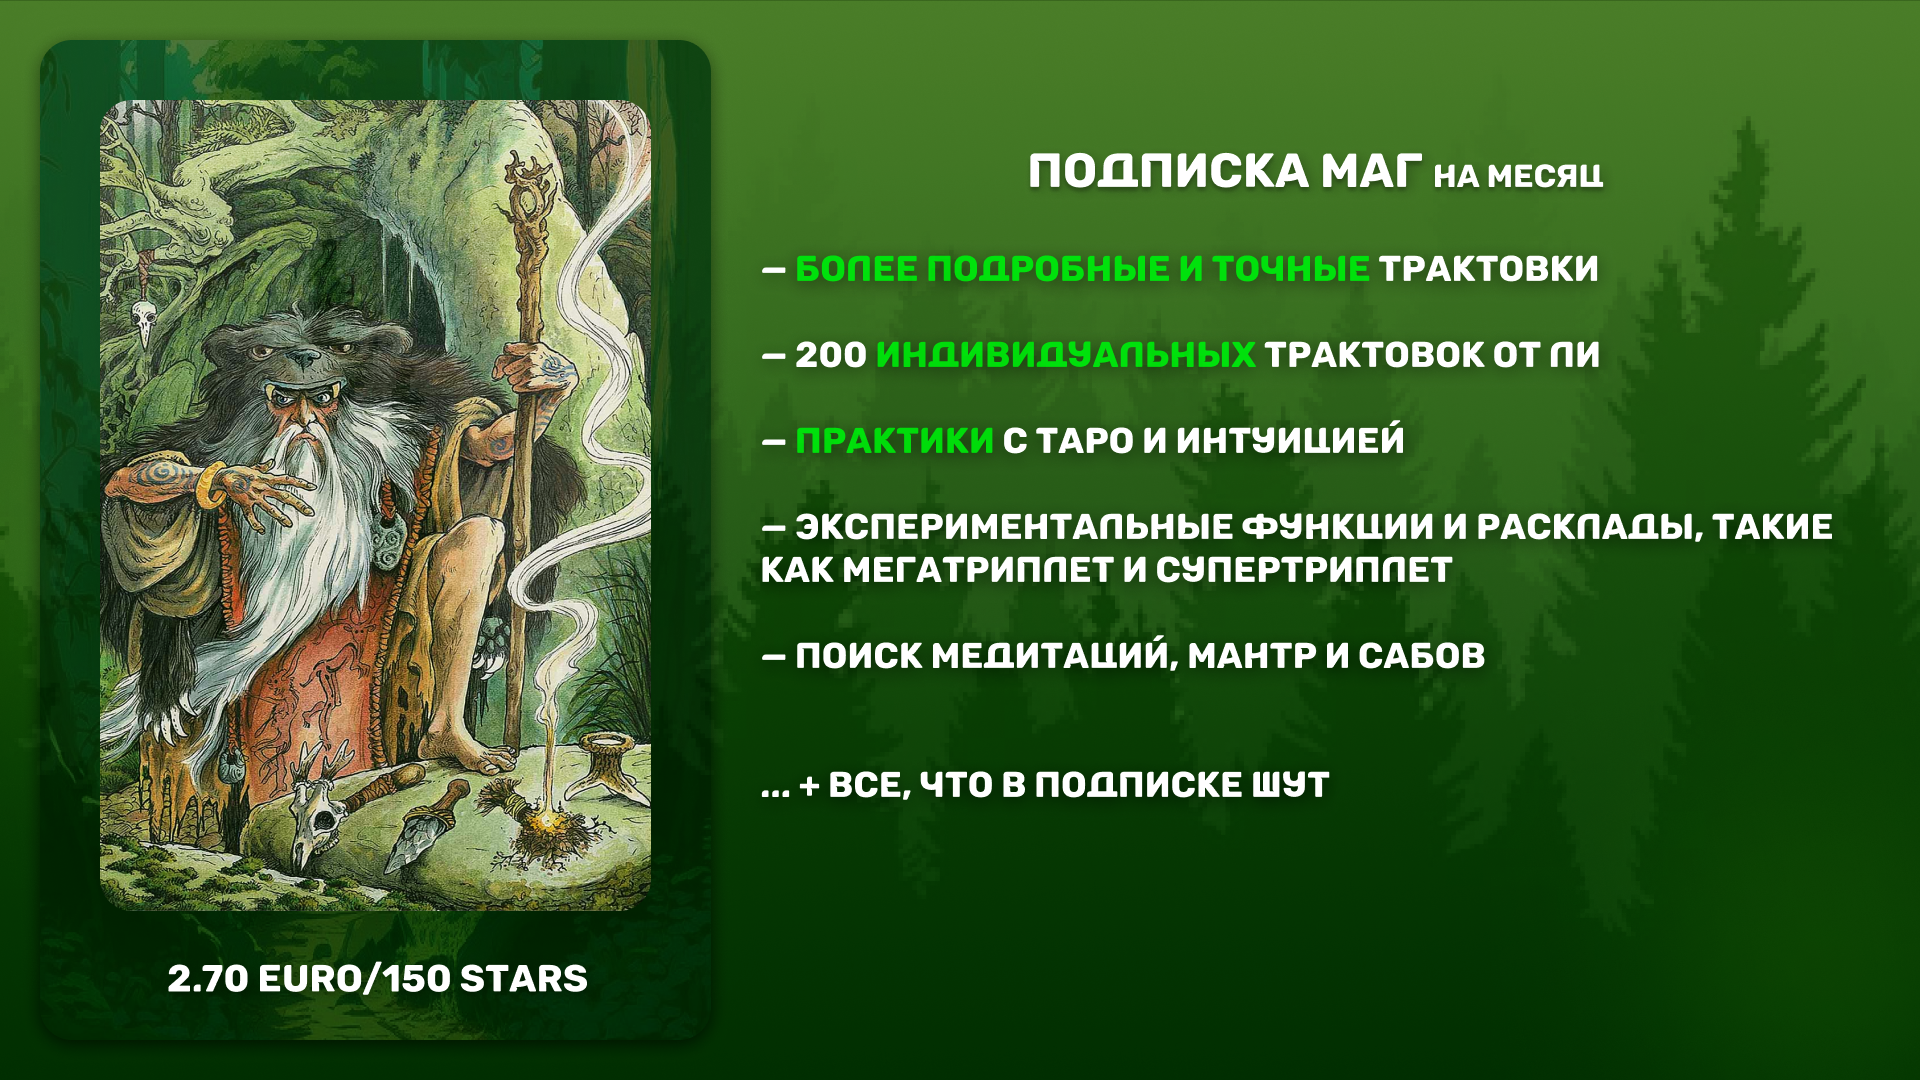 ПОДПИСКА МАГ НА МЕСЯЦ
— БОЛЕЕ ПОДРОБНЫЕ И ТОЧНЫЕ ТРАКТОВКИ
— 200 ИНДИВИДУАЛЬНЫХ ТРАКТОВОК ОТ ЛИ
— ПРАКТИКИ С ТАРО И ИНТУИЦИЕЙ
— ЭКСПЕРИМЕНТАЛЬНЫЕ ФУНКЦИИ И РАСКЛАДЫ, ТАКИЕ
КАК МЕГАТРИПЛЕТ И СУПЕРТРИПЛЕТ
— ПОИСК МЕДИТАЦИЙ, МАНТР И САБОВ
... + ВСЕ, ЧТО В ПОДПИСКЕ ШУТ
2.70 EURO/150 STARS